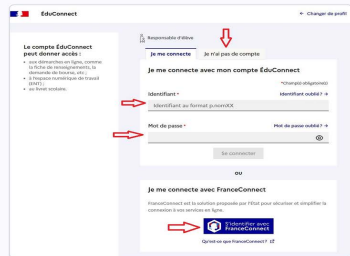 ÉduConnect
← Changer de profil
Responsable d'élève
Je me connecte
Je n'ai pas de compte
Le compte ÉduConnect
peut donner accès :
• aux démarches en ligne, comme
la fiche de renseignements, la
demande de bourse, etc ;
• à l'espace numérique de travail
(ENT) ;
• au livret scolaire.
Je me connecte avec mon compte ÉduConnect
*Champs obligatoire(s)
Identifiant *
Identifiant oublié? →
Identifiant au format p.nomXX
Mot de passe *
Mot de passe oublié? →
Se connecter
ou
Je me connecte avec FranceConnect
FranceConnect est la solution proposée par l'État pour sécuriser et simplifier la
connexion à vos services en ligne.
S'identifier avec
FranceConnect
Qu'est-ce que FranceConnect?